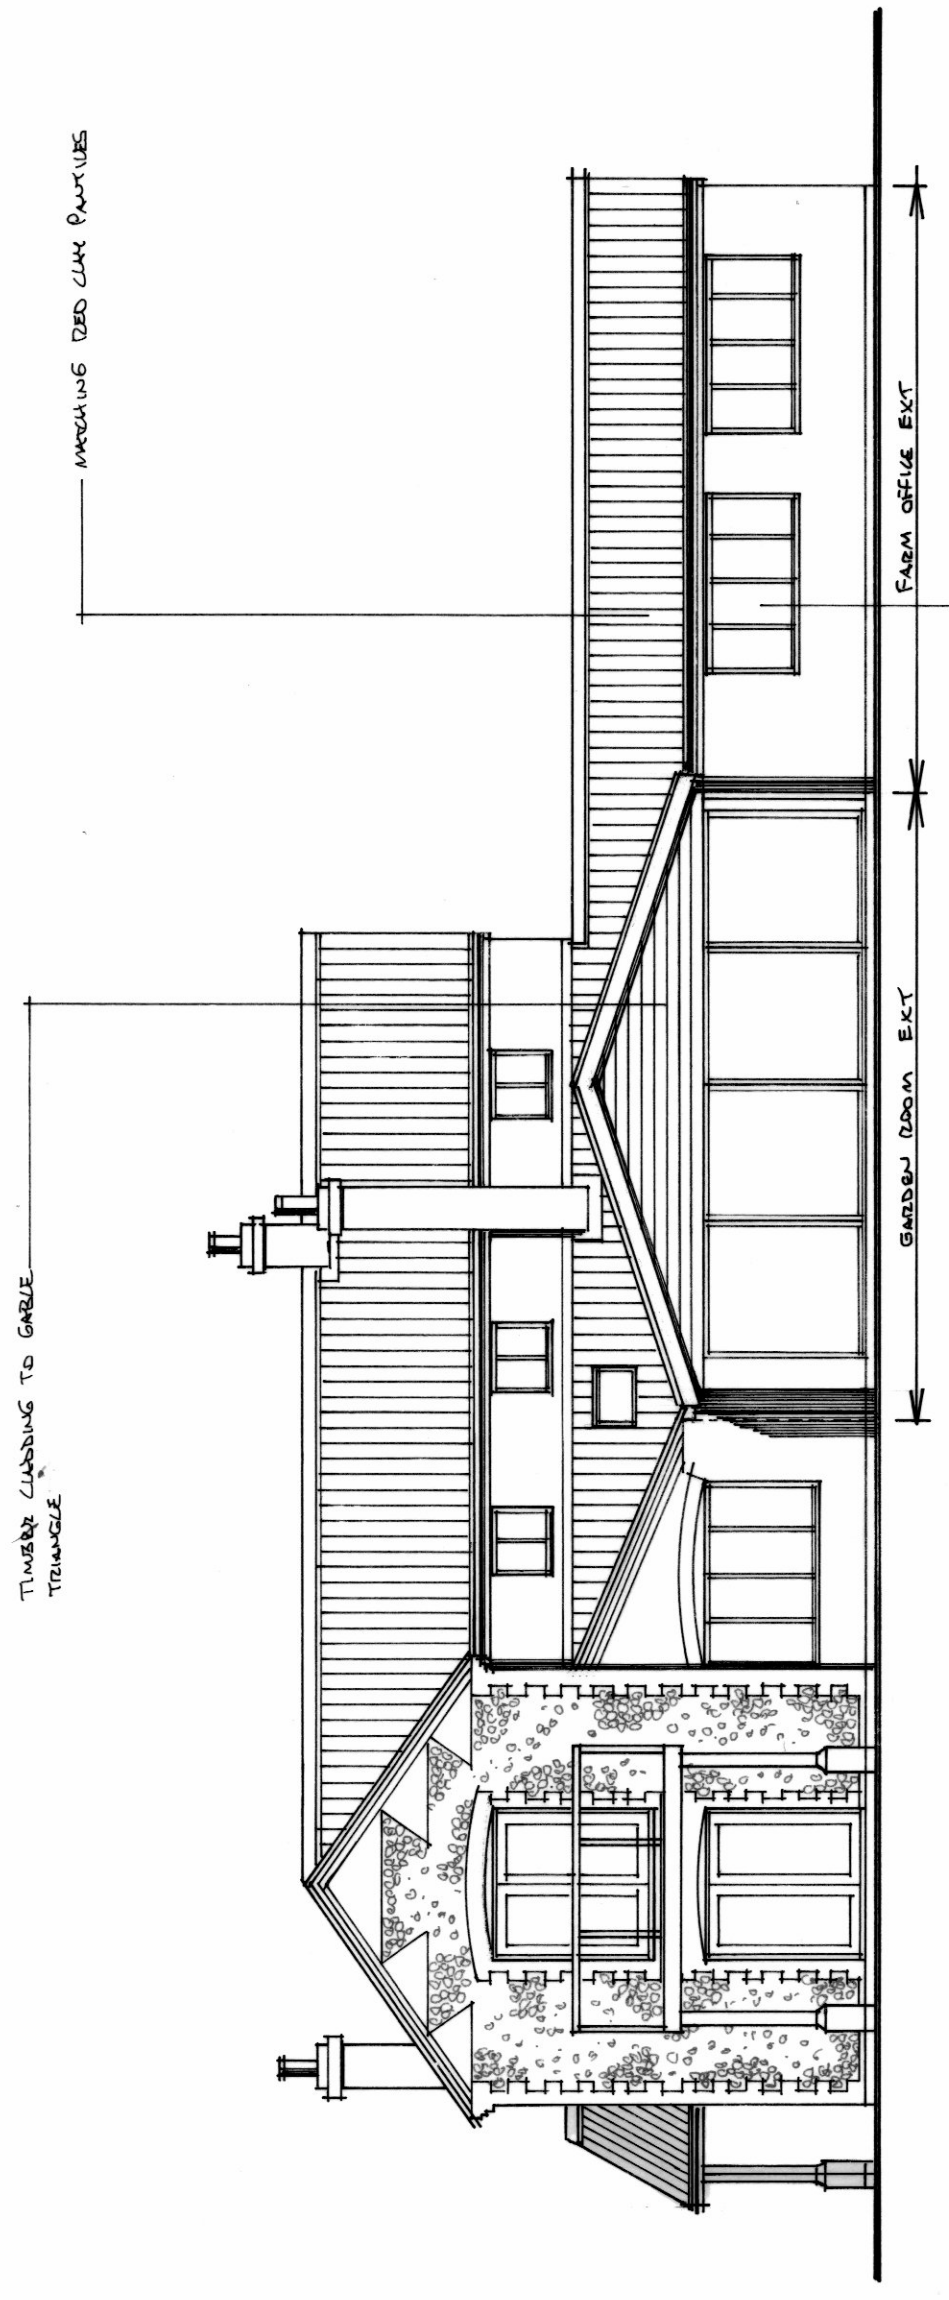 TIMBER CLADDING TO GABLE
TRIANGLE
MATCHING RED CLAY PANTILES
GARDEN ROOM EXT
FARM OFFICE EXT